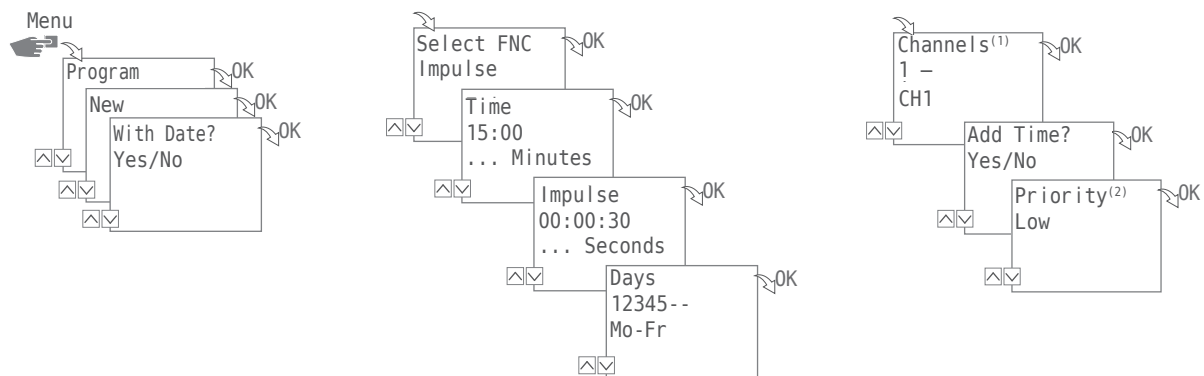 Menu
Program
OK
New
OK
With Date?
OK
Yes/No
Select FNC
OK
Impulse
Time
OK
15:00
... Minutes
Impulse
OK
00:00:30
... Seconds
Days
OK
12345--
Mo-Fr
Channels(1)
OK
1 –
CH1
Add Time?
OK
Yes/No
Priority(2)
OK
Low